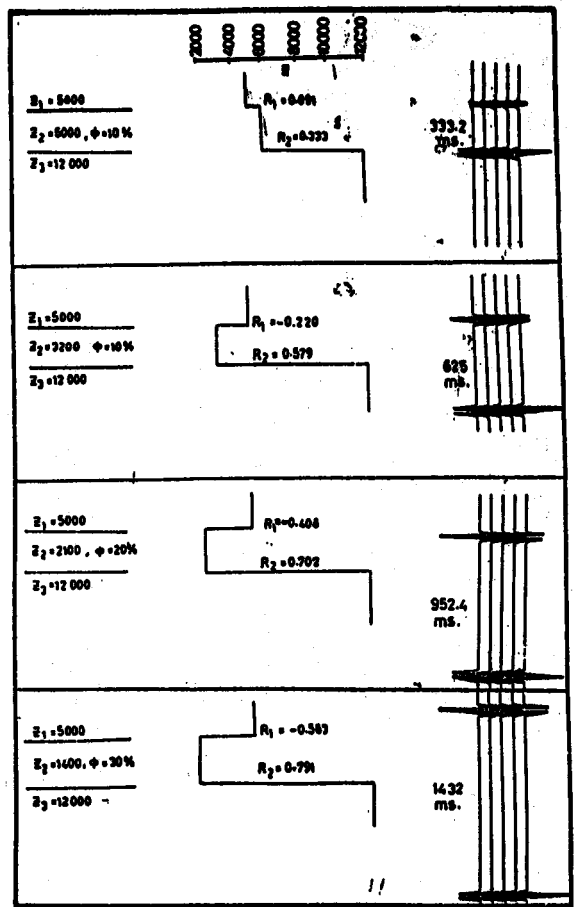 2000 4000 6000 8000 10000 12000
Z1=5000
R1=0.091
Z2=6000, Φ=10%
R2=0.333
333.2
ms.
Z3=12 000
Z1=5000
R1=-0.220
Z2=3200 Φ=10%
R2=0.579
625
ms.
Z3=12 000
Z1=5000
R1=-0.408
Z2=2100, Φ=20%
R2=0.702
Z3=12 000
952.4
ms.
Z1=5000
R1 = -0.563
Z2=1400, Φ=30%
R2=0.791
1432
ms.
Z3=12000